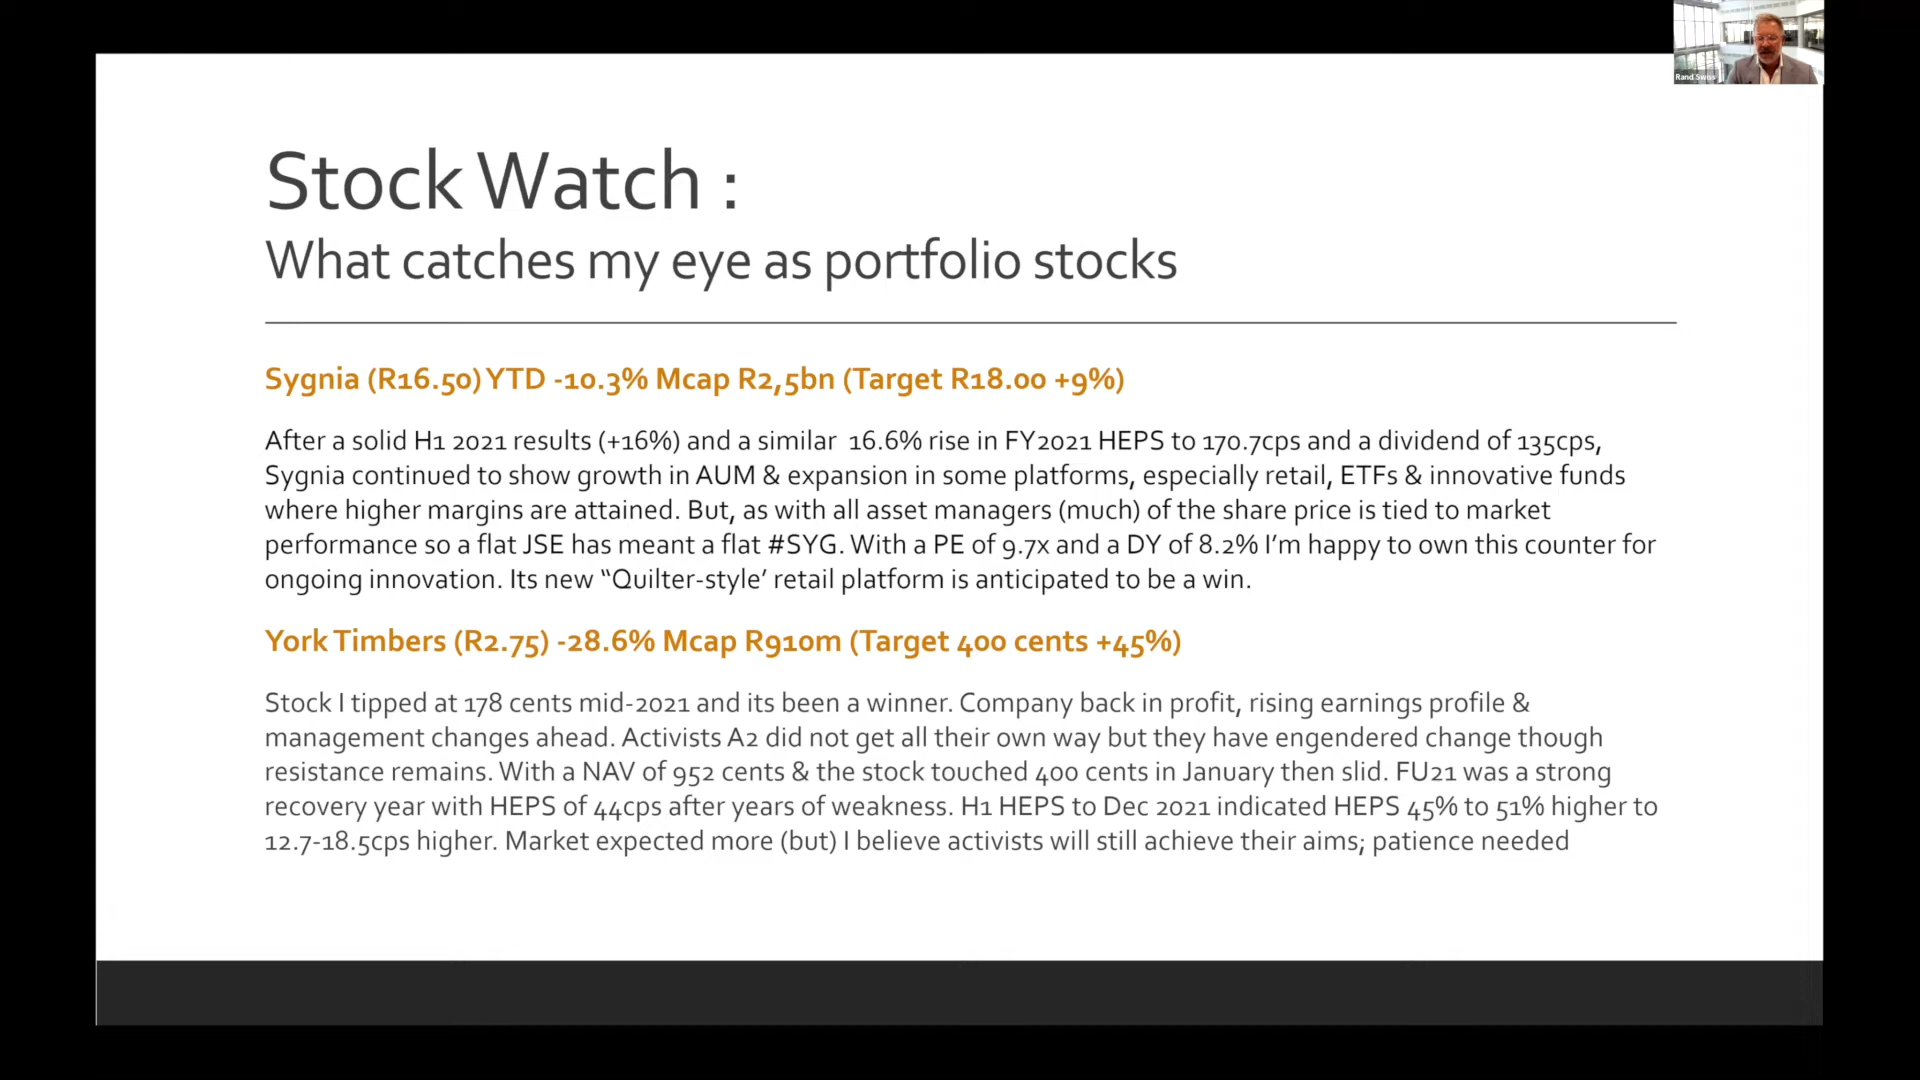 Rand Swiss
Stock Watch :
What catches my eye as portfolio stocks
Sygnia (R16.50) YTD -10.3% Mcap R2,5bn (Target R18.00 +9%)
After a solid H1 2021 results (+16%) and a similar  16.6% rise in FY2021 HEPS to 170.7cps and a dividend of 135cps,
Sygnia continued to show growth in AUM & expansion in some platforms, especially retail, ETFs & innovative funds
where higher margins are attained. But, as with all asset managers (much) of the share price is tied to market
performance so a flat JSE has meant a flat #SYG. With a PE of 9.7x and a DY of 8.2% I’m happy to own this counter for
ongoing innovation. Its new “Quilter-style’ retail platform is anticipated to be a win.
York Timbers (R2.75) -28.6% Mcap R910m (Target 400 cents +45%)
Stock I tipped at 178 cents mid-2021 and its been a winner. Company back in profit, rising earnings profile &
management changes ahead. Activists A2 did not get all their own way but they have engendered change though
resistance remains. With a NAV of 952 cents & the stock touched 400 cents in January then slid. FU21 was a strong
recovery year with HEPS of 44cps after years of weakness. H1 HEPS to Dec 2021 indicated HEPS 45% to 51% higher to
12.7-18.5cps higher. Market expected more (but) I believe activists will still achieve their aims; patience needed